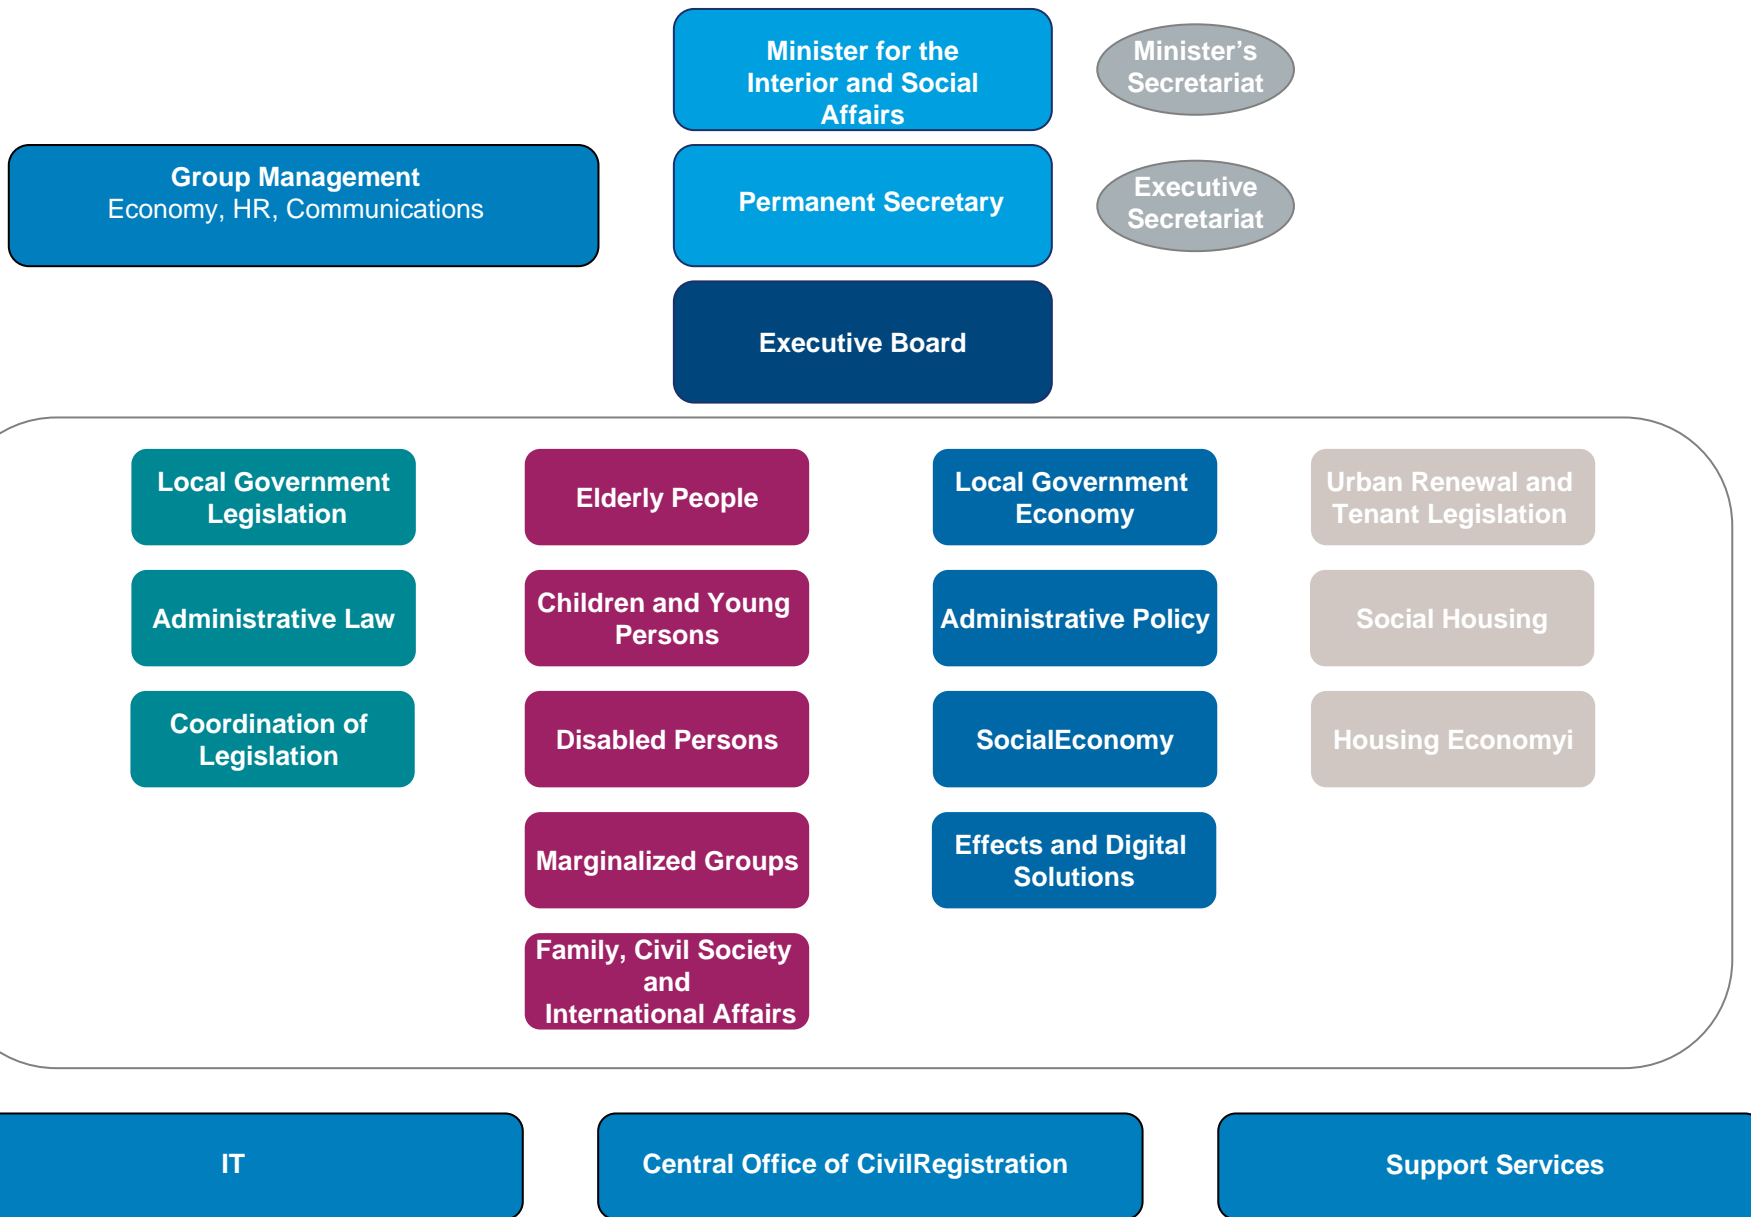 Minister for the
Interior and Social
Affairs
Minister’s
Secretariat
Group Management
Economy, HR, Communications
Permanent Secretary
Executive
Secretariat
Executive Board
Local Government
Legislation
Elderly People
Local Government
Economy
Urban Renewal and
Tenant Legislation
Administrative Law
Children and Young
Persons
Administrative Policy
Social Housing
Coordination of
Legislation
Disabled Persons
SocialEconomy
Housing Economyi
Marginalized Groups
Effects and Digital
Solutions
Family, Civil Society
and
International Affairs
IT
Central Office of CivilRegistration
Support Services